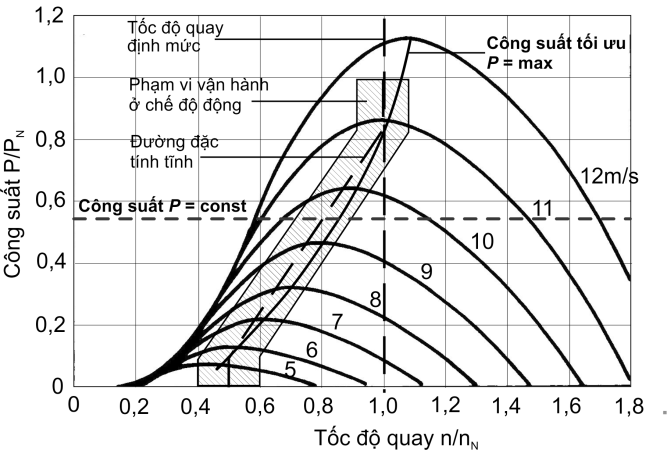 1,2
1,0
0,8
0,6
0,4
0,2
0
Công suất P/P_N
Tốc độ quay
định mức
Phạm vi vận hành
ở chế độ động
Đường đặc
tính tĩnh
Công suất P = const
Công suất tối ưu
P = max
12m/s
11
10
9
8
7
6
5
0
0,2
0,4
0,6
0,8
1,0
1,2
1,4
1,6
1,8
Tốc độ quay n/n_N